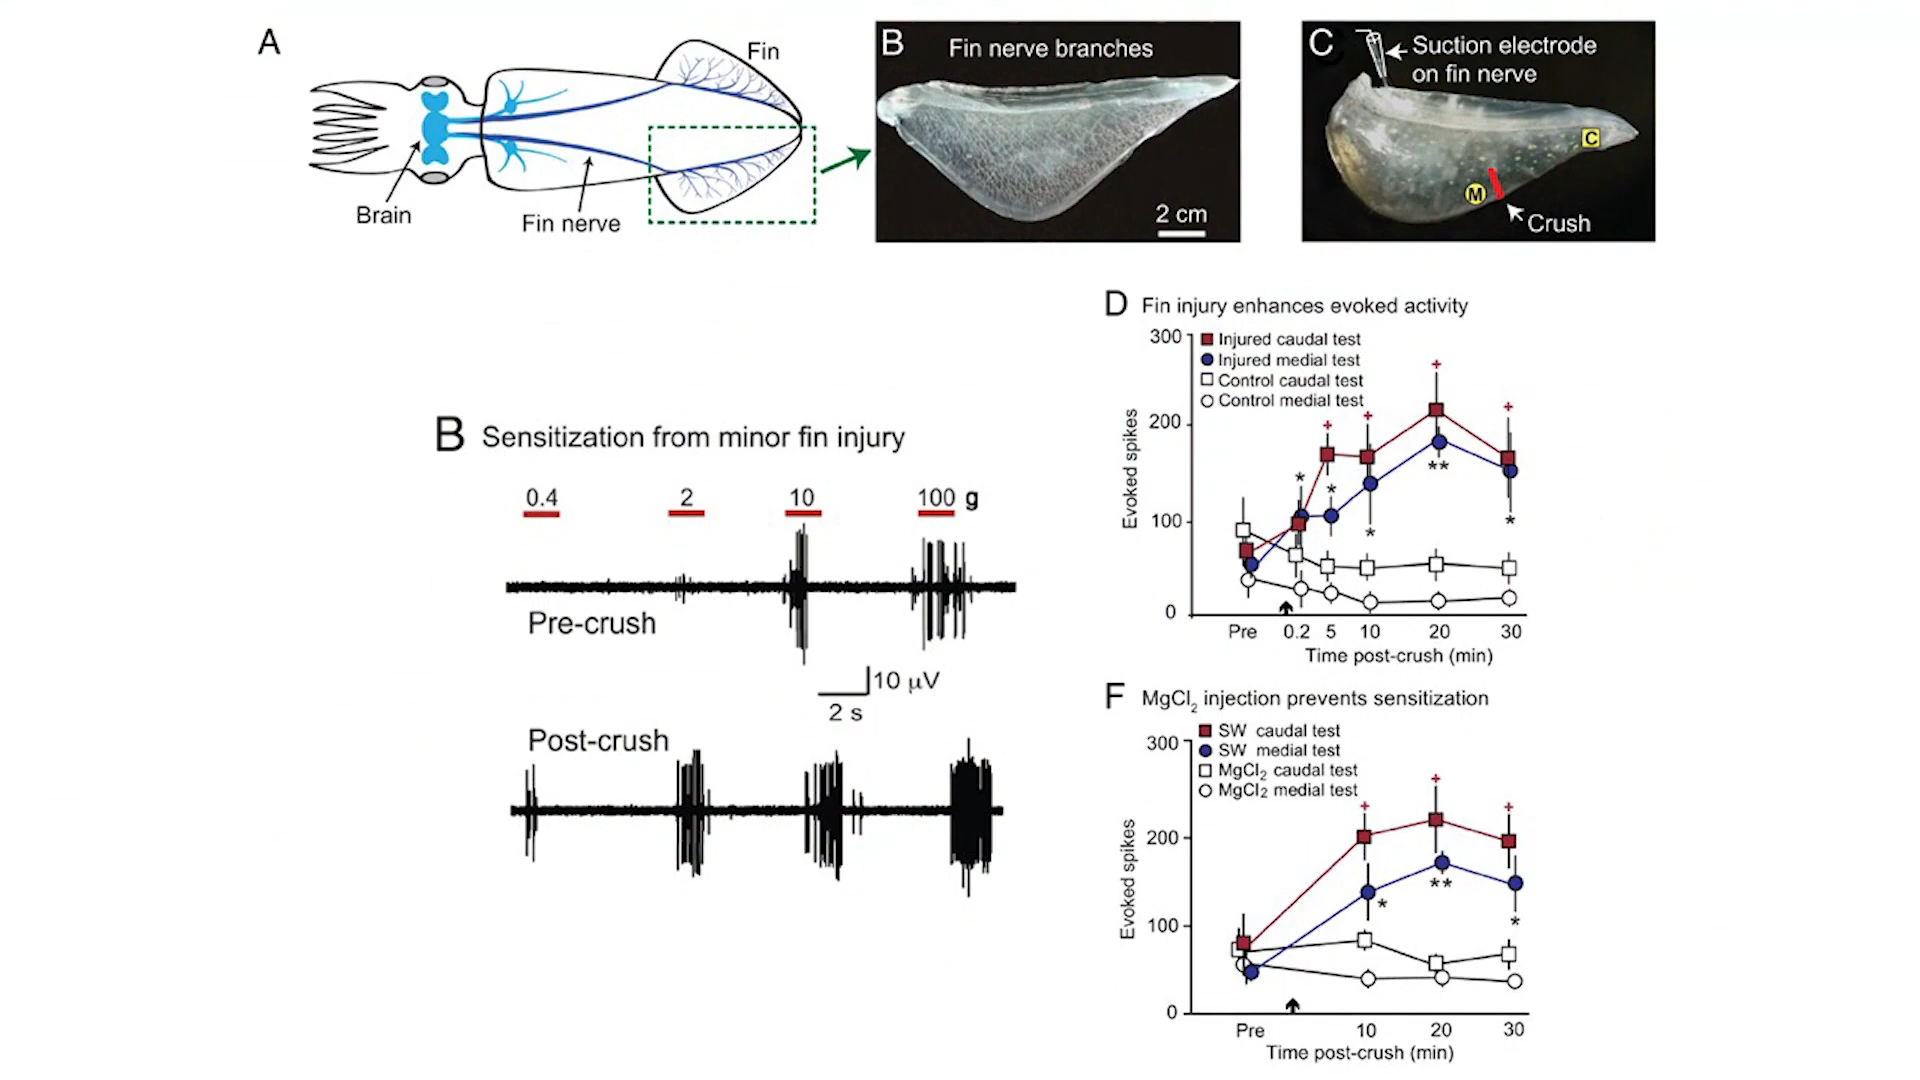 A
Fin
Brain
Fin nerve
B
Fin nerve branches
2 cm
C
Suction electrode
on fin nerve
C
M
Crush
B Sensitization from minor fin injury
0.4 2 10 100 g
Pre-crush
10 µV
2 s
Post-crush
D Fin injury enhances evoked activity
Injured caudal test
Injured medial test
Control caudal test
Control medial test
Evoked spikes
300
200
100
0
+ + + +
* * * ** *
Pre 0.2 5 10 20 30
Time post-crush (min)
F MgCl2 injection prevents sensitization
SW caudal test
SW medial test
MgCl2 caudal test
MgCl2 medial test
Evoked spikes
300
200
100
0
+ + +
* ** *
Pre 10 20 30
Time post-crush (min)